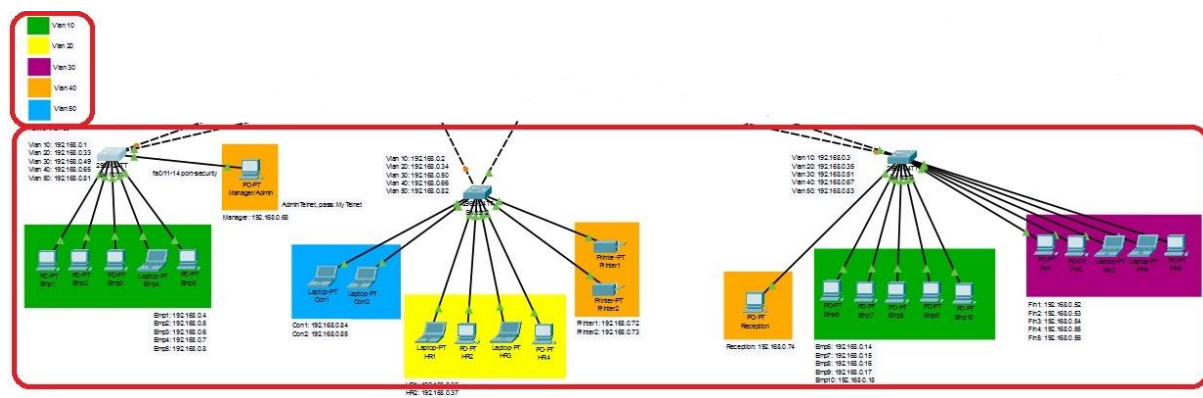 Vlan 10
Vlan 20
Vlan 30
Vlan 40
Vlan 50
Vlan 10: 192.168.0.1
Vlan 20: 192.168.0.33
Vlan 30: 192.168.0.49
Vlan 40: 192.168.0.65
Vlan 50: 192.168.0.81
fa0/11-14 port-security
PC-PT
Manager/Admin
AdminTelnet, pass: MyTelnet
Manager: 192.168.0.68
PC-PT
Emp1
PC-PT
Emp2
PC-PT
Emp3
Laptop-PT
Emp4
PC-PT
Emp5
Emp1: 192.168.0.4
Emp2: 192.168.0.5
Emp3: 192.168.0.6
Emp4: 192.168.0.7
Emp5: 192.168.0.8
Vlan 10: 192.168.0.2
Vlan 20: 192.168.0.34
Vlan 30: 192.168.0.50
Vlan 40: 192.168.0.66
Vlan 50: 192.168.0.82
Laptop-PT
Con1
Laptop-PT
Con2
Con1: 192.168.0.84
Con2: 192.168.0.85
Laptop-PT
HR1
PC-PT
HR2
Laptop-PT
HR3
PC-PT
HR4
HR2: 192.168.0.37
Printer-PT
Printer1
Printer-PT
Printer2
Printer1: 192.168.0.72
Printer2: 192.168.0.73
Vlan 10: 192.168.0.3
Vlan 20: 192.168.0.35
Vlan 30: 192.168.0.51
Vlan 40: 192.168.0.67
Vlan 50: 192.168.0.83
PC-PT
Reception
Reception: 192.168.0.74
PC-PT
Emp6
PC-PT
Emp7
PC-PT
Emp8
PC-PT
Emp9
PC-PT
Emp10
Emp6: 192.168.0.14
Emp7: 192.168.0.15
Emp8: 192.168.0.16
Emp9: 192.168.0.17
Emp10: 192.168.0.18
PC-PT
Fin1
PC-PT
Fin2
Laptop-PT
Fin3
Laptop-PT
Fin4
PC-PT
Fin5
Fin1: 192.168.0.52
Fin2: 192.168.0.53
Fin3: 192.168.0.54
Fin4: 192.168.0.55
Fin5: 192.168.0.56